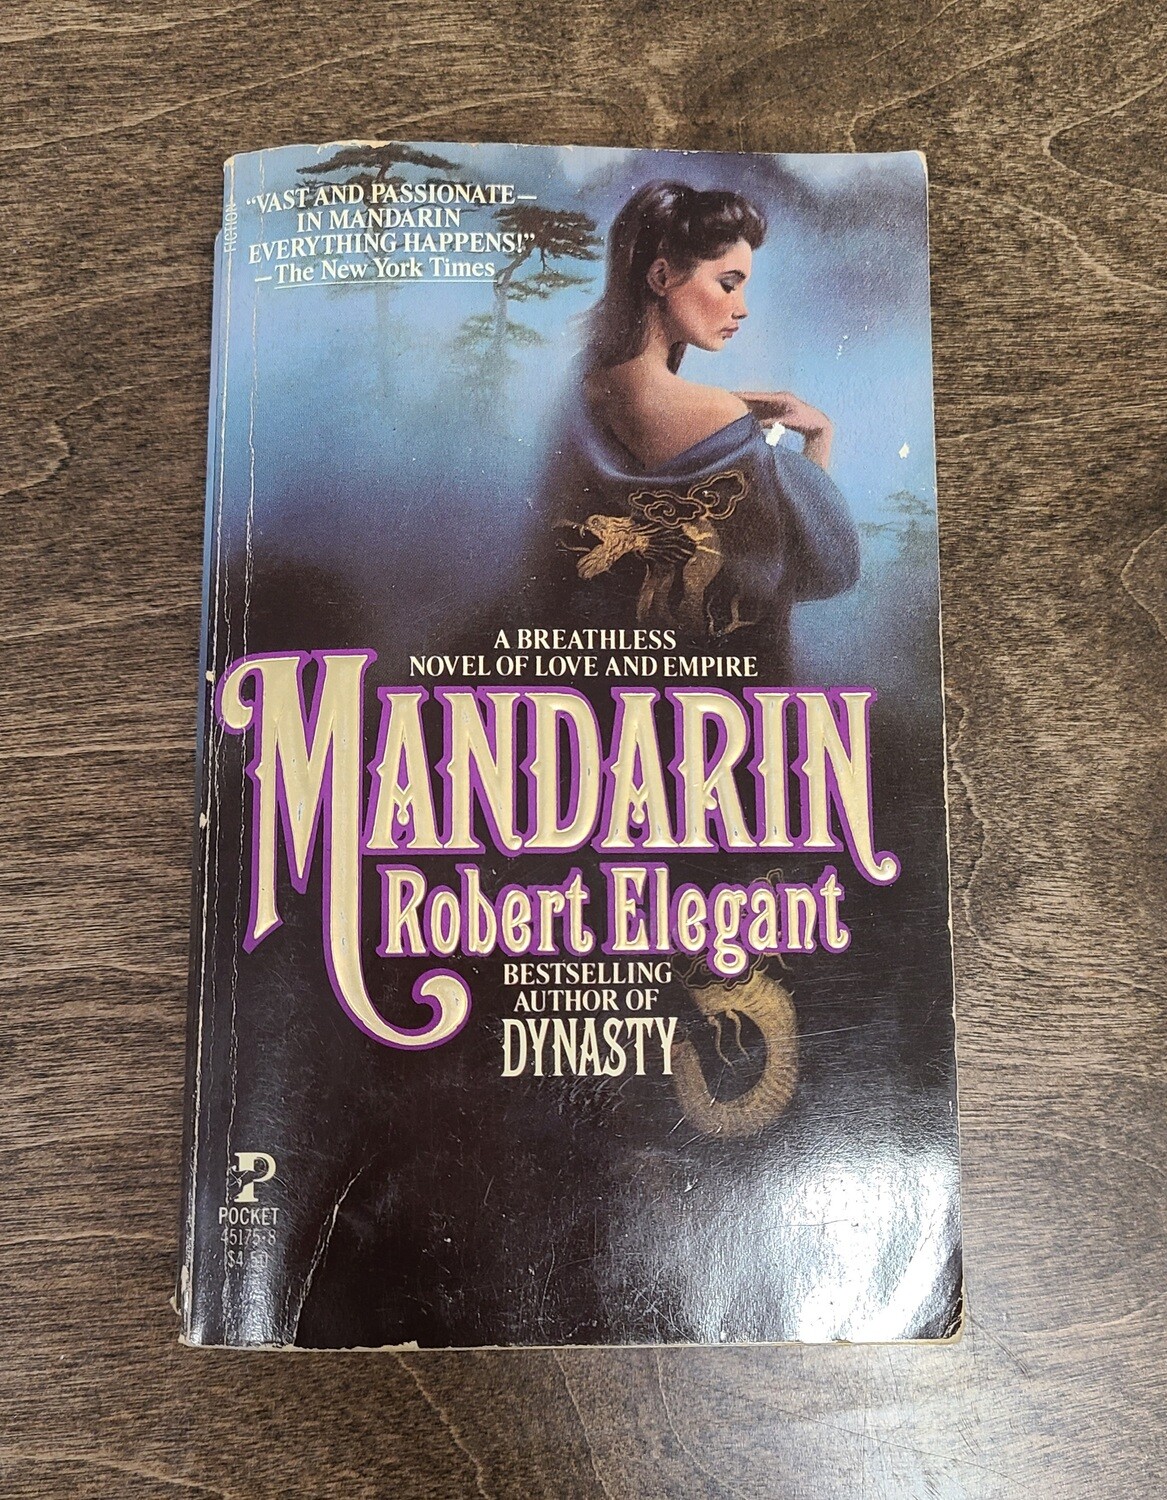 FICTION
“VAST AND PASSIONATE—
IN MANDARIN
EVERYTHING HAPPENS!”
—The New York Times
A BREATHLESS
NOVEL OF LOVE AND EMPIRE
MANDARIN
Robert Elegant
BESTSELLING
AUTHOR OF
DYNASTY
P
POCKET
45175-8